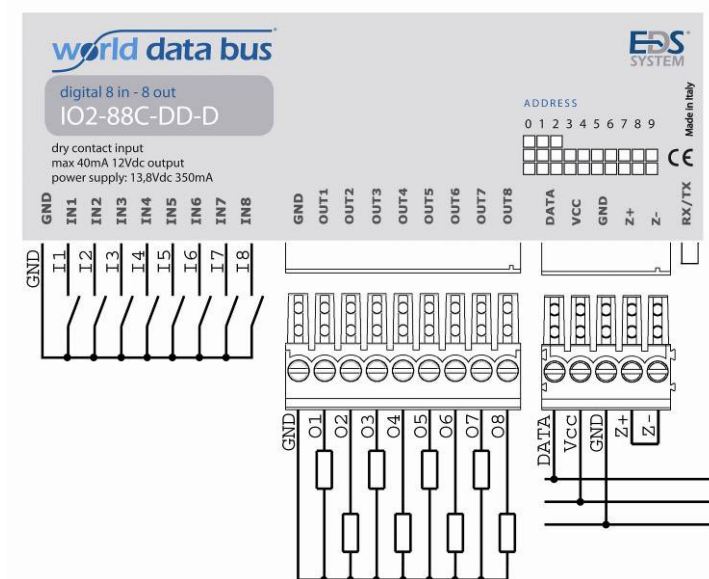 world data bus
EDS
SYSTEM
digital 8 in - 8 out
IO2-88C-DD-D
dry contact input
max 40mA 12Vdc output
power supply: 13,8Vdc 350mA
ADDRESS
0 1 2 3 4 5 6 7 8 9
Made in Italy
CE
GND IN1 IN2 IN3 IN4 IN5 IN6 IN7 IN8
GND OUT1 OUT2 OUT3 OUT4 OUT5 OUT6 OUT7 OUT8
DATA VCC GND Z+ Z- RX/TX
GND I1 I2 I3 I4 I5 I6 I7 I8
GND O1 O2 O3 O4 O5 O6 O7 O8
DATA Vcc GND Z+ Z-